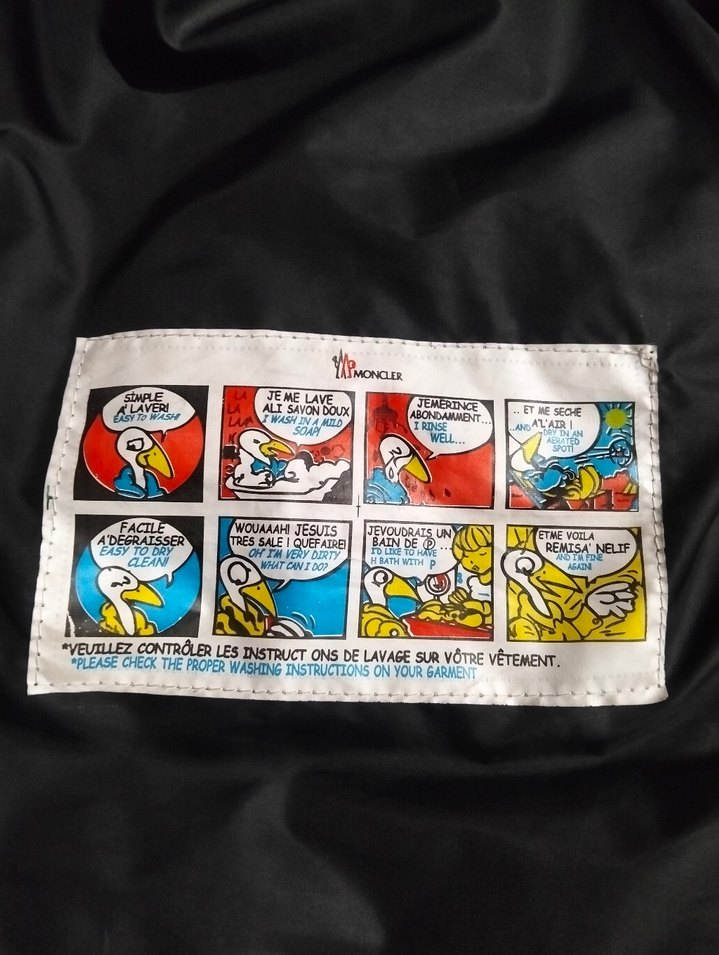 MONCLER
SIMPLE
A' LAVER!
EASY TO WASH!
LA
LA
LA
JE ME LAVE
ALI SAVON DOUX
I WASH IN A MILD
SOAP!
JEMERINCE
ABONDAMMENT...
I RINSE
WELL...
.. ET ME SECHE
A'L'AIR !
...AND DRY IN AN
AERATED
SPOT!
FACILE
A'DEGRAISSER
EASY TO DRY
CLEAN!
WOUAAAH! JESUIS
TRES SALE ! QUEFAIRE!
OH' I'M VERY DIRTY
WHAT CAN I DO?
JEVOUDRAIS UN
BAIN DE Ⓟ...
I'D LIKE TO HAVE
H BATH WITH P
ETME VOILA
REMISA' NELIF
AND I'M FINE
AGAIN!
*VEUILLEZ CONTRÔLER LES INSTRUCT ONS DE LAVAGE SUR VÔTRE VÊTEMENT.
*PLEASE CHECK THE PROPER WASHING INSTRUCTIONS ON YOUR GARMENT